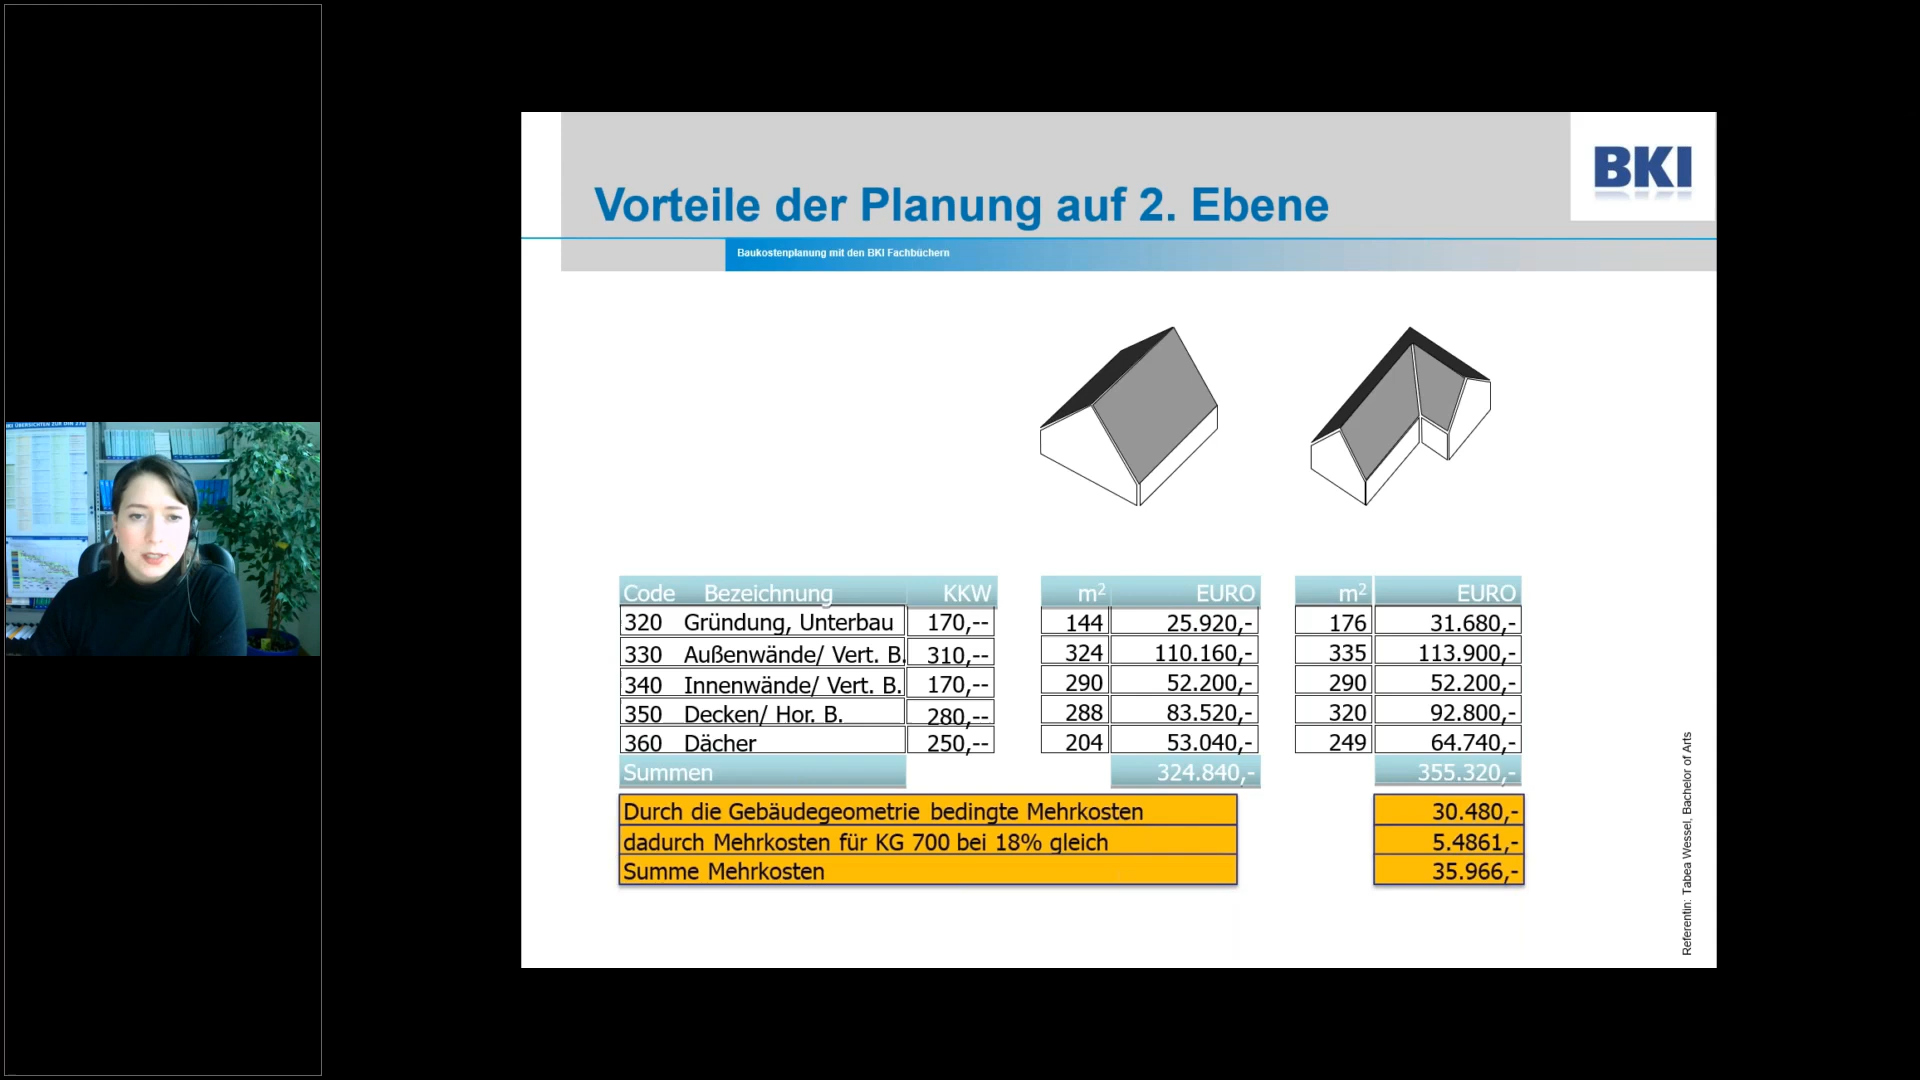 BKI ÜBERSICHTEN ZUR DIN 276
BKI
Vorteile der Planung auf 2. Ebene
Baukostenplanung mit den BKI Fachbüchern
Code Bezeichnung KKW m² EURO m² EURO
320 Gründung, Unterbau 170,-- 144 25.920,- 176 31.680,-
330 Außenwände/ Vert. B. 310,-- 324 110.160,- 335 113.900,-
340 Innenwände/ Vert. B. 170,-- 290 52.200,- 290 52.200,-
350 Decken/ Hor. B. 280,-- 288 83.520,- 320 92.800,-
360 Dächer 250,-- 204 53.040,- 249 64.740,-
Summen 324.840,- 355.320,-
Durch die Gebäudegeometrie bedingte Mehrkosten 30.480,-
dadurch Mehrkosten für KG 700 bei 18% gleich 5.4861,-
Summe Mehrkosten 35.966,-
Referentin: Tabea Wessel, Bachelor of Arts